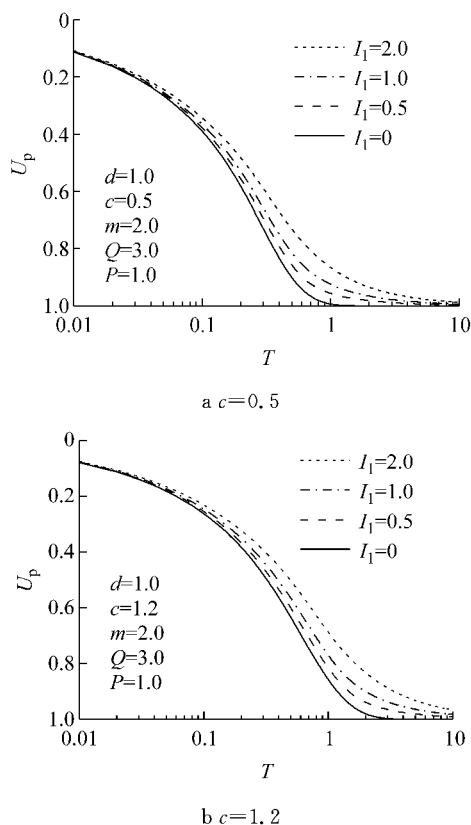 0
0.2
0.4
0.6
0.8
1.0
U_p
I_1=2.0
I_1=1.0
I_1=0.5
I_1=0
d=1.0
c=0.5
m=2.0
Q=3.0
P=1.0
0.01 0.1 1 10
T
a c=0.5
0
0.2
0.4
0.6
0.8
1.0
U_p
I_1=2.0
I_1=1.0
I_1=0.5
I_1=0
d=1.0
c=1.2
m=2.0
Q=3.0
P=1.0
0.01 0.1 1 10
T
b c=1.2